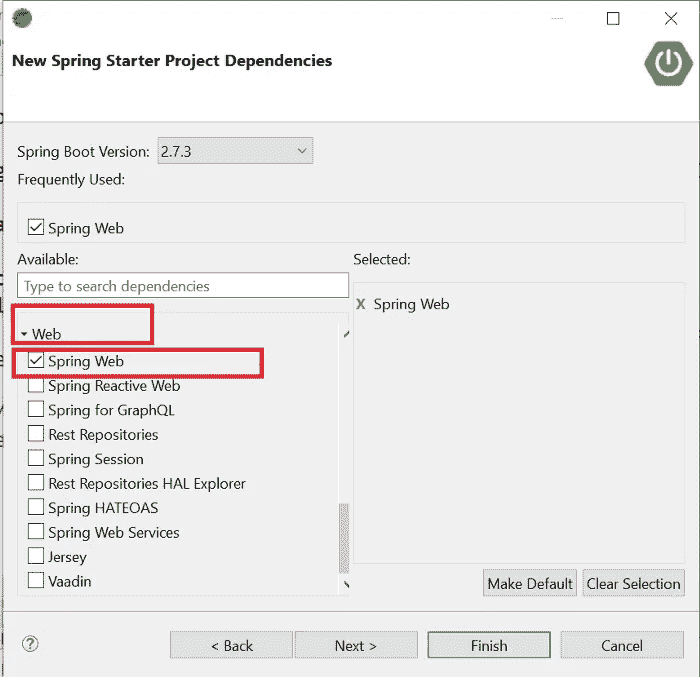 New Spring Starter Project Dependencies
Spring Boot Version: 2.7.3
Frequently Used:
Spring Web
Available:
Type to search dependencies
Web
Spring Web
Spring Reactive Web
Spring for GraphQL
Rest Repositories
Spring Session
Rest Repositories HAL Explorer
Spring HATEOAS
Spring Web Services
Jersey
Vaadin
Selected:
X Spring Web
Make Default Clear Selection
? < Back Next > Finish Cancel